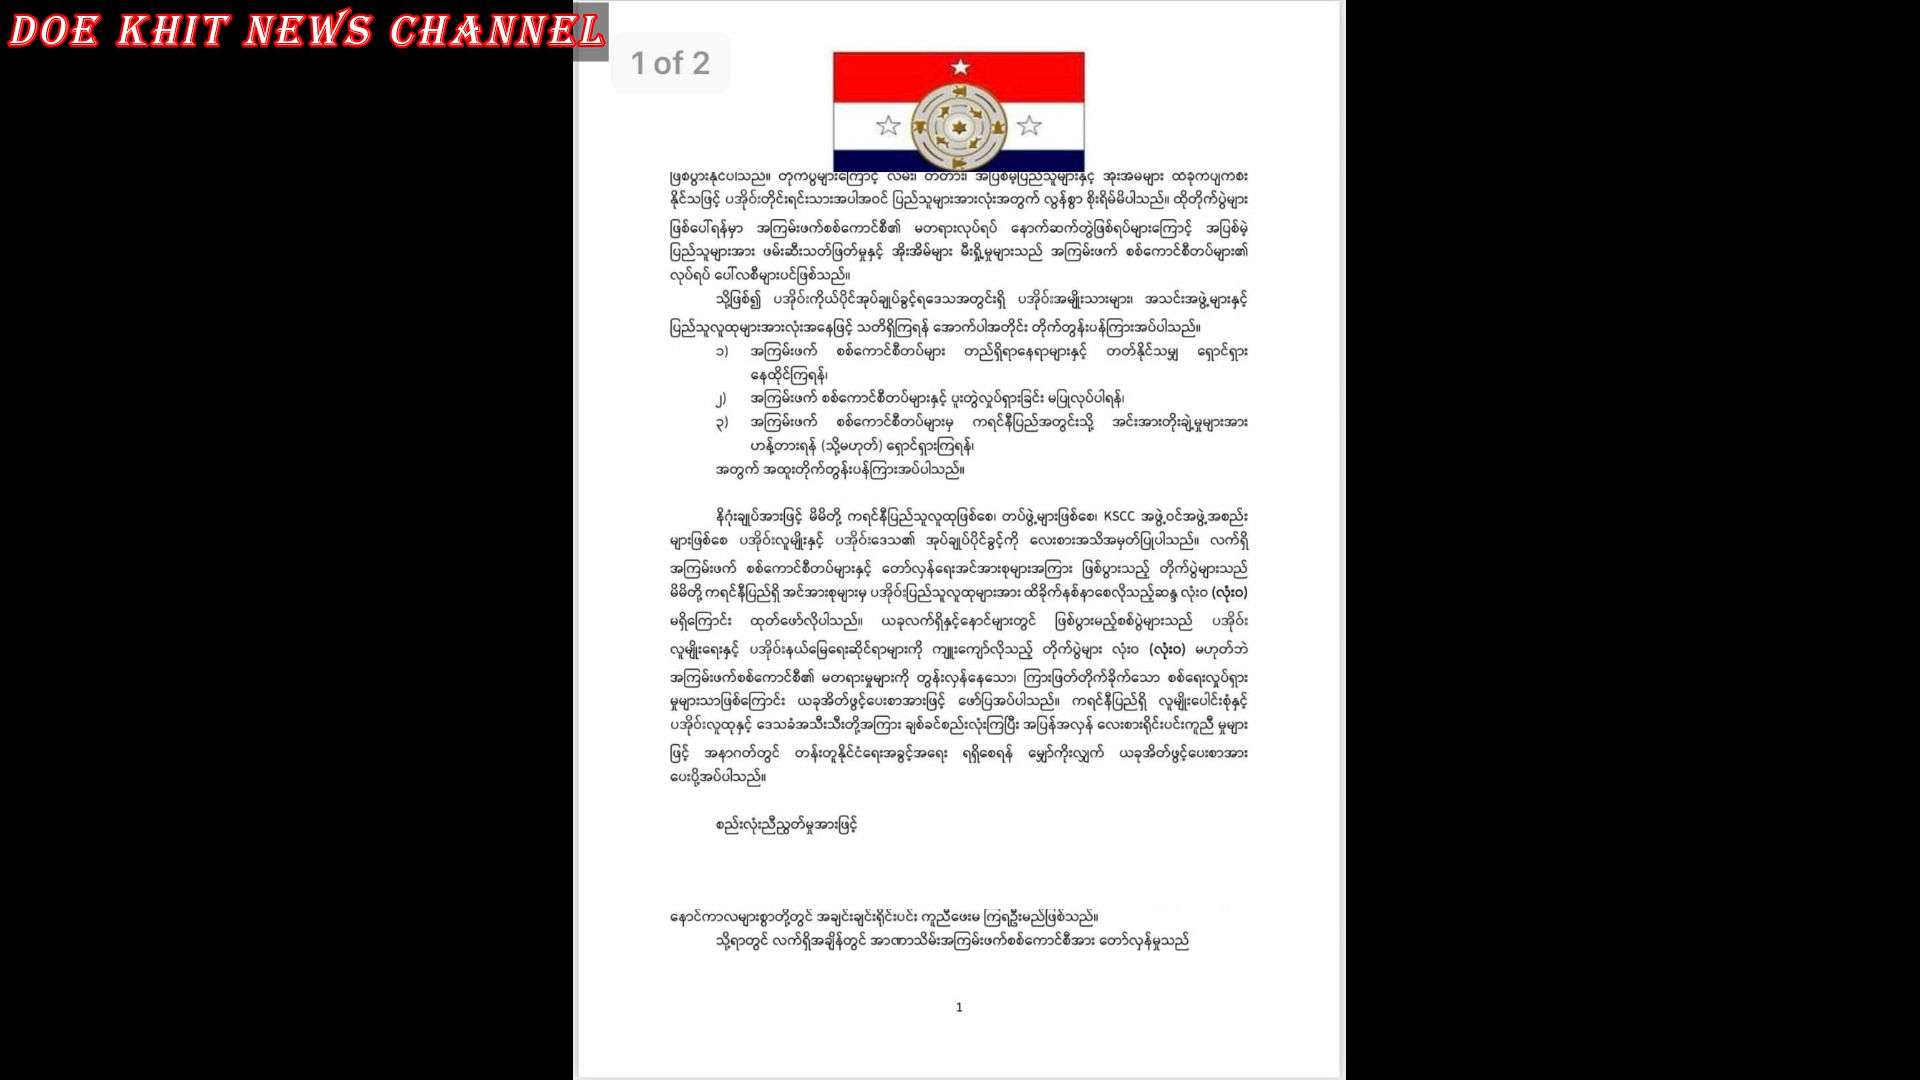 DOE KHIT NEWS CHANNEL
1 of 2
ဖြစ်ပွားနိုင်ပါသည်။ တိုက်ပွဲများကြောင့် လမ်း၊ တံတား၊ အပြစ်မဲ့ပြည်သူများနှင့် အိုးအိမ်များ ထိခိုက်ပျက်စီး
နိုင်သဖြင့် ပအိုဝ်းတိုင်းရင်းသားအပါအဝင် ပြည်သူများအားလုံးအတွက် လွန်စွာ စိုးရိမ်မိပါသည်။ ထိုတိုက်ပွဲများ
ဖြစ်ပေါ်ရန်မှာ အကြမ်းဖက်စစ်ကောင်စီ၏ မတရားလုပ်ရပ် နောက်ဆက်တွဲဖြစ်ရပ်များကြောင့် အပြစ်မဲ့
ပြည်သူများအား ဖမ်းဆီးသတ်ဖြတ်မှုနှင့် အိုးအိမ်များ မီးရှို့မှုများသည် အကြမ်းဖက် စစ်ကောင်စီတပ်များ၏
လုပ်ရပ် ပေါ်လစီများပင်ဖြစ်သည်။
သို့ဖြစ်၍ ပအိုဝ်းကိုယ်ပိုင်အုပ်ချုပ်ခွင့်ရဒေသအတွင်းရှိ ပအိုဝ်းအမျိုးသားများ၊ အသင်းအဖွဲ့များနှင့်
ပြည်သူလူထုများအားလုံးအနေဖြင့် သတိရှိကြရန် အောက်ပါအတိုင်း တိုက်တွန်းပန်ကြားအပ်ပါသည်။
၁) အကြမ်းဖက် စစ်ကောင်စီတပ်များ တည်ရှိရာနေရာများနှင့် တတ်နိုင်သမျှ ရှောင်ရှား
နေထိုင်ကြရန်၊
၂) အကြမ်းဖက် စစ်ကောင်စီတပ်များနှင့် ပူးတွဲလှုပ်ရှားခြင်း မပြုလုပ်ပါရန်၊
၃) အကြမ်းဖက် စစ်ကောင်စီတပ်များမှ ကရင်နီပြည်အတွင်းသို့ အင်းအားတိုးချဲ့မှုများအား
ဟန့်တားရန် (သို့မဟုတ်) ရှောင်ရှားကြရန်၊
အတွက် အထူးတိုက်တွန်းပန်ကြားအပ်ပါသည်။
နိဂုံးချုပ်အားဖြင့် မိမိတို့ ကရင်နီပြည်သူလူထုဖြစ်စေ၊ တပ်ဖွဲ့များဖြစ်စေ၊ KSCC အဖွဲ့ဝင်အဖွဲ့အစည်း
များဖြစ်စေ ပအိုဝ်းလူမျိုးနှင့် ပအိုဝ်းဒေသ၏ အုပ်ချုပ်ပိုင်ခွင့်ကို လေးစားအသိအမှတ်ပြုပါသည်။ လက်ရှိ
အကြမ်းဖက် စစ်ကောင်စီတပ်များနှင့် တော်လှန်ရေးအင်အားစုများအကြား ဖြစ်ပွားသည့် တိုက်ပွဲများသည်
မိမိတို့ ကရင်နီပြည်ရှိ အင်အားစုများမှ ပအိုဝ်းပြည်သူလူထုများအား ထိခိုက်နစ်နာစေလိုသည့်ဆန္ဒ လုံးဝ (လုံးဝ)
မရှိကြောင်း ထုတ်ဖော်လိုပါသည်။ ယခုလက်ရှိနှင့်နောင်များတွင် ဖြစ်ပွားမည့်စစ်ပွဲများသည် ပအိုဝ်း
လူမျိုးရေးနှင့် ပအိုဝ်းနယ်မြေရေးဆိုင်ရာများကို ကျူးကျော်လိုသည့် တိုက်ပွဲများ လုံးဝ (လုံးဝ) မဟုတ်ဘဲ
အကြမ်းဖက်စစ်ကောင်စီ၏ မတရားမှုများကို တွန်းလှန်နေသော၊ ကြားဖြတ်တိုက်ခိုက်သော စစ်ရေးလှုပ်ရှား
မှုများသာဖြစ်ကြောင်း ယခုအိတ်ဖွင့်ပေးစာအားဖြင့် ဖော်ပြအပ်ပါသည်။ ကရင်နီပြည်ရှိ လူမျိုးပေါင်းစုံနှင့်
ပအိုဝ်းလူထုနှင့် ဒေသခံအသီးသီးတို့အကြား ချစ်ခင်စည်းလုံးကြပြီး အပြန်အလှန် လေးစားရိုင်းပင်းကူညီ မှုများ
ဖြင့် အနာဂတ်တွင် တန်းတူနိုင်ငံရေးအခွင့်အရေး ရရှိစေရန် မျှော်ကိုးလျှက် ယခုအိတ်ဖွင့်ပေးစာအား
ပေးပို့အပ်ပါသည်။
စည်းလုံးညီညွတ်မှုအားဖြင့်
နောင်ကာလများစွာတို့တွင် အချင်းချင်းရိုင်းပင်း ကူညီဖေးမ ကြရဦးမည်ဖြစ်သည်။
သို့ရာတွင် လက်ရှိအချိန်တွင် အာဏာသိမ်းအကြမ်းဖက်စစ်ကောင်စီအား တော်လှန်မှုသည်
1